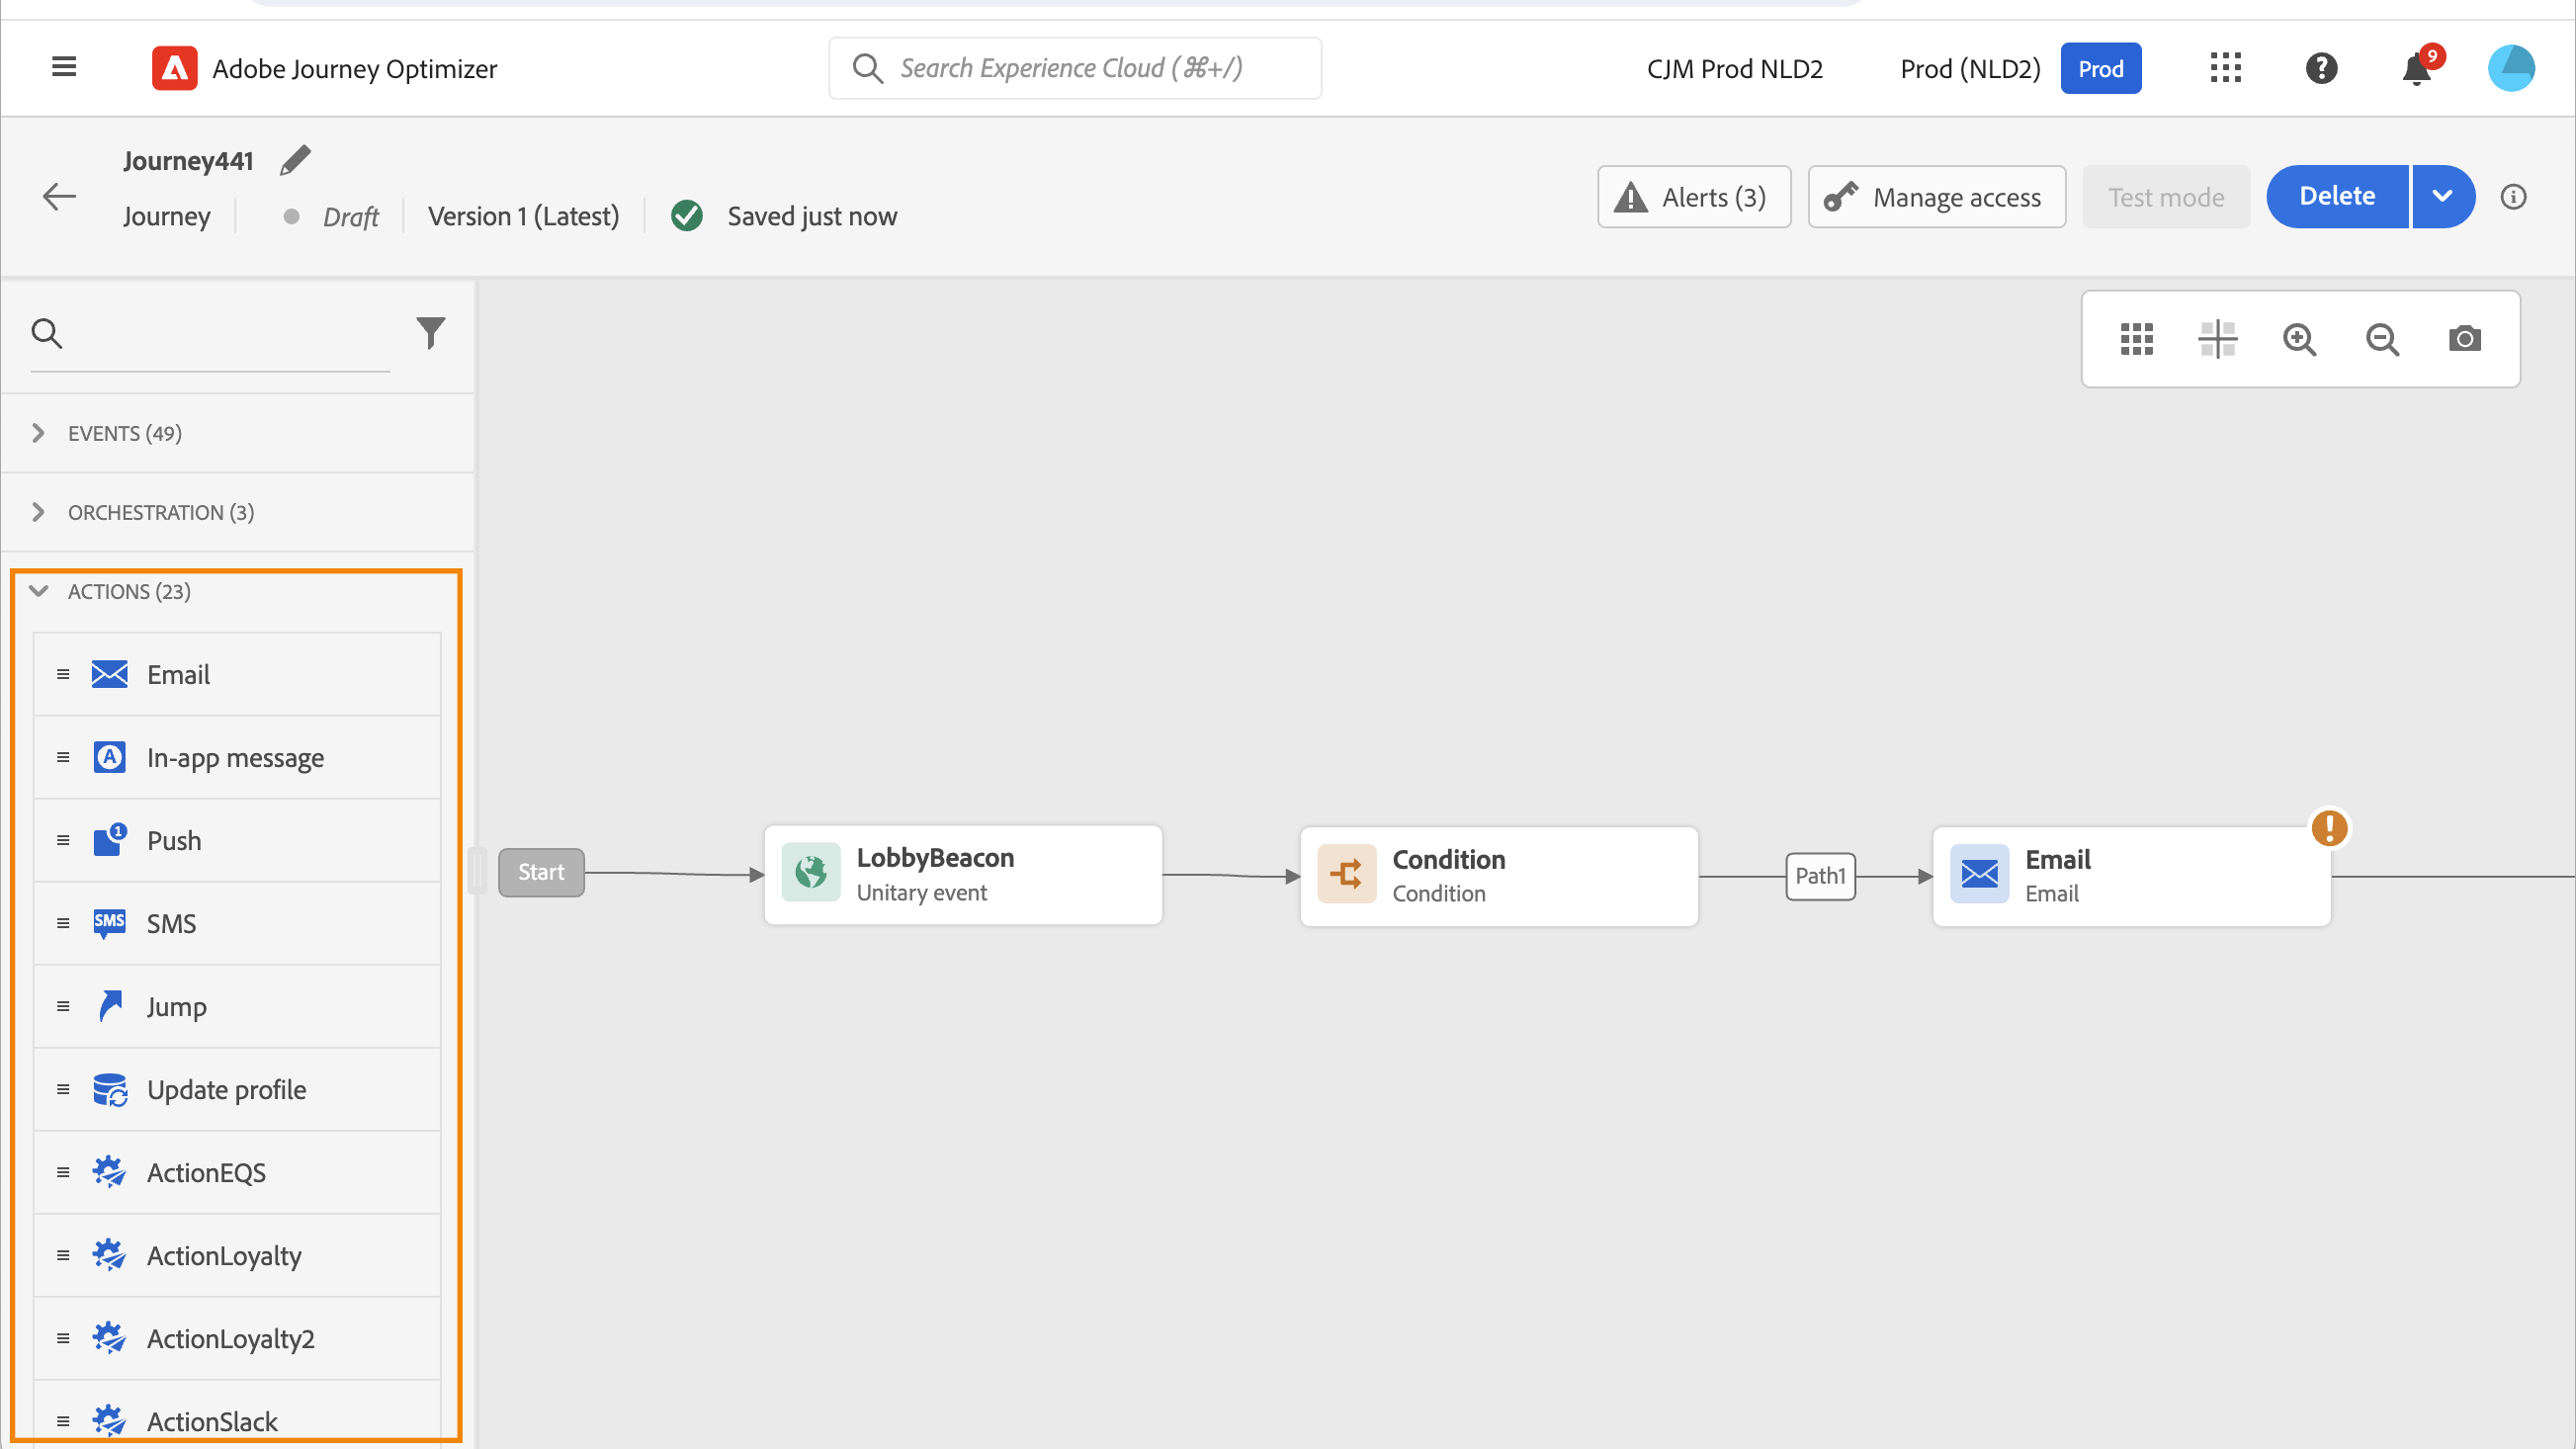 Adobe Journey Optimizer
Search Experience Cloud (⌘+/)
CJM Prod NLD2
Prod (NLD2)
Prod
9
Journey441
Journey
Draft
Version 1 (Latest)
Saved just now
Alerts (3)
Manage access
Test mode
Delete
EVENTS (49)
ORCHESTRATION (3)
ACTIONS (23)
Email
In-app message
Push
SMS
SMS
Jump
Update profile
ActionEQS
ActionLoyalty
ActionLoyalty2
ActionSlack
Start
LobbyBeacon
Unitary event
Condition
Condition
Path1
Email
Email